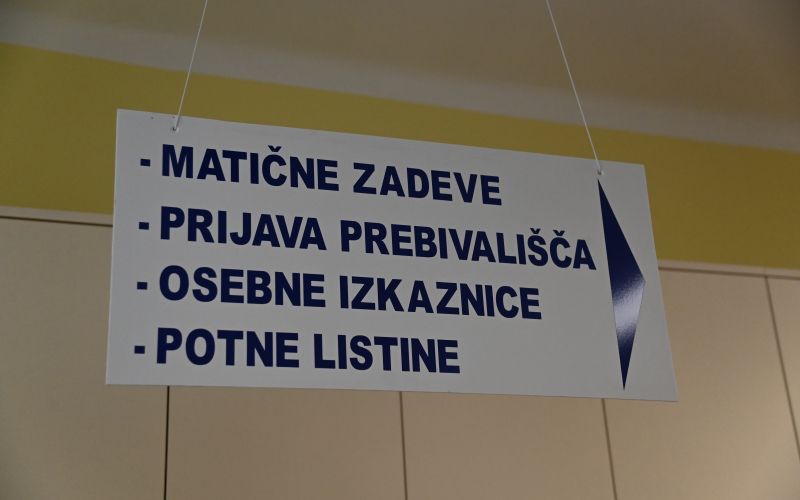 - MATIČNE ZADEVE
- PRIJAVA PREBIVALIŠČA
- OSEBNE IZKAZNICE
- POTNE LISTINE